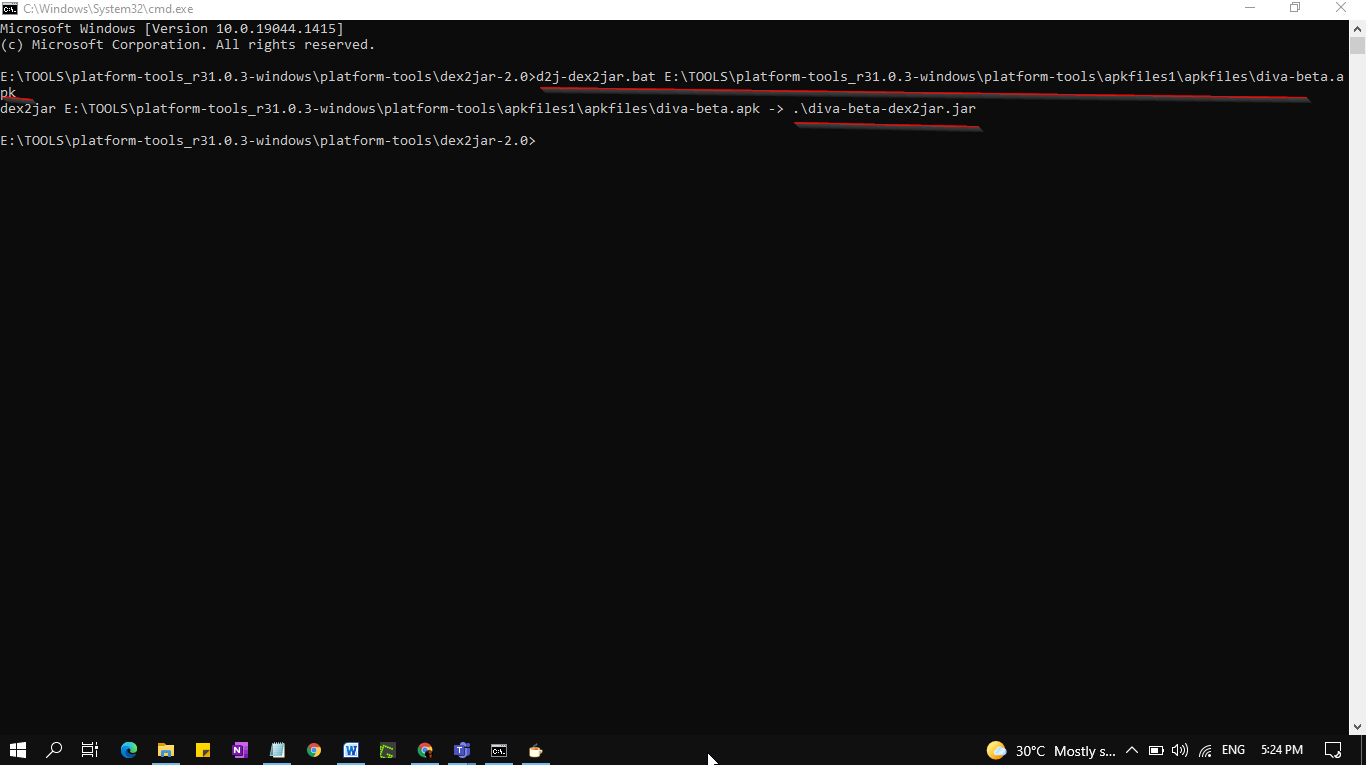 C:\Windows\System32\cmd.exe
Microsoft Windows [Version 10.0.19044.1415]
(c) Microsoft Corporation. All rights reserved.
E:\TOOLS\platform-tools_r31.0.3-windows\platform-tools\dex2jar-2.0>d2j-dex2jar.bat E:\TOOLS\platform-tools_r31.0.3-windows\platform-tools\apkfiles1\apkfiles\diva-beta.a
pk
dex2jar E:\TOOLS\platform-tools_r31.0.3-windows\platform-tools\apkfiles1\apkfiles\diva-beta.apk -> .\diva-beta-dex2jar.jar
E:\TOOLS\platform-tools_r31.0.3-windows\platform-tools\dex2jar-2.0>
30°C Mostly s... ENG 5:24 PM